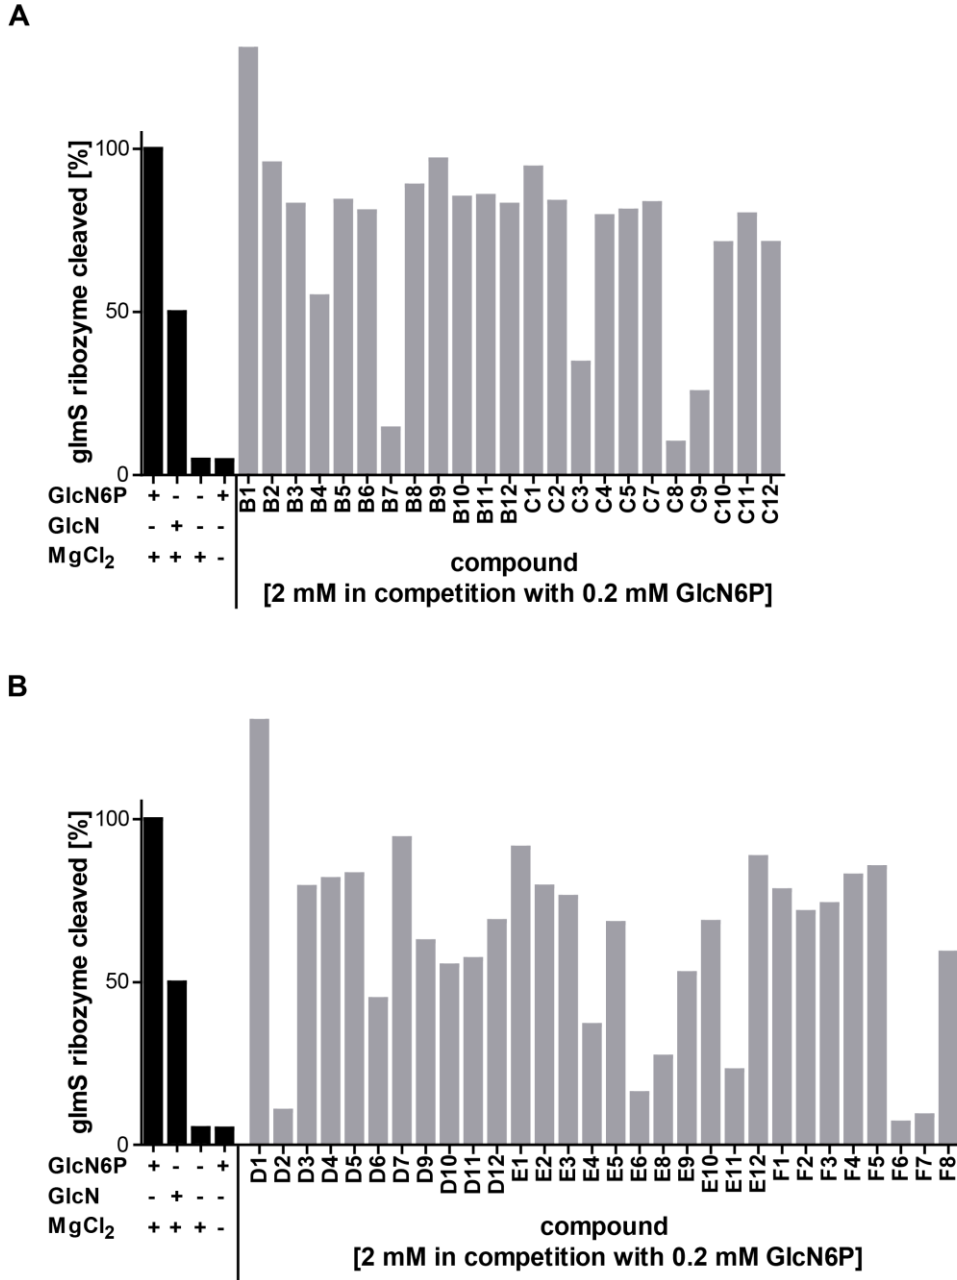 A
glmS ribozyme cleaved [%]
100
50
0
GlcN6P + - - +
GlcN - + - -
MgCl₂ + + + -
B1 B2 B3 B4 B5 B6 B7 B8 B9 B10 B11 B12 C1 C2 C3 C4 C5 C7 C8 C9 C10 C11 C12
compound
[2 mM in competition with 0.2 mM GlcN6P]
B
glmS ribozyme cleaved [%]
100
50
0
GlcN6P + - - +
GlcN - + - -
MgCl₂ + + + -
D1 D2 D3 D4 D5 D6 D7 D9 D10 D11 D12 E1 E2 E3 E4 E5 E6 E8 E9 E10 E11 E12 F1 F2 F3 F4 F5 F6 F7 F8
compound
[2 mM in competition with 0.2 mM GlcN6P]